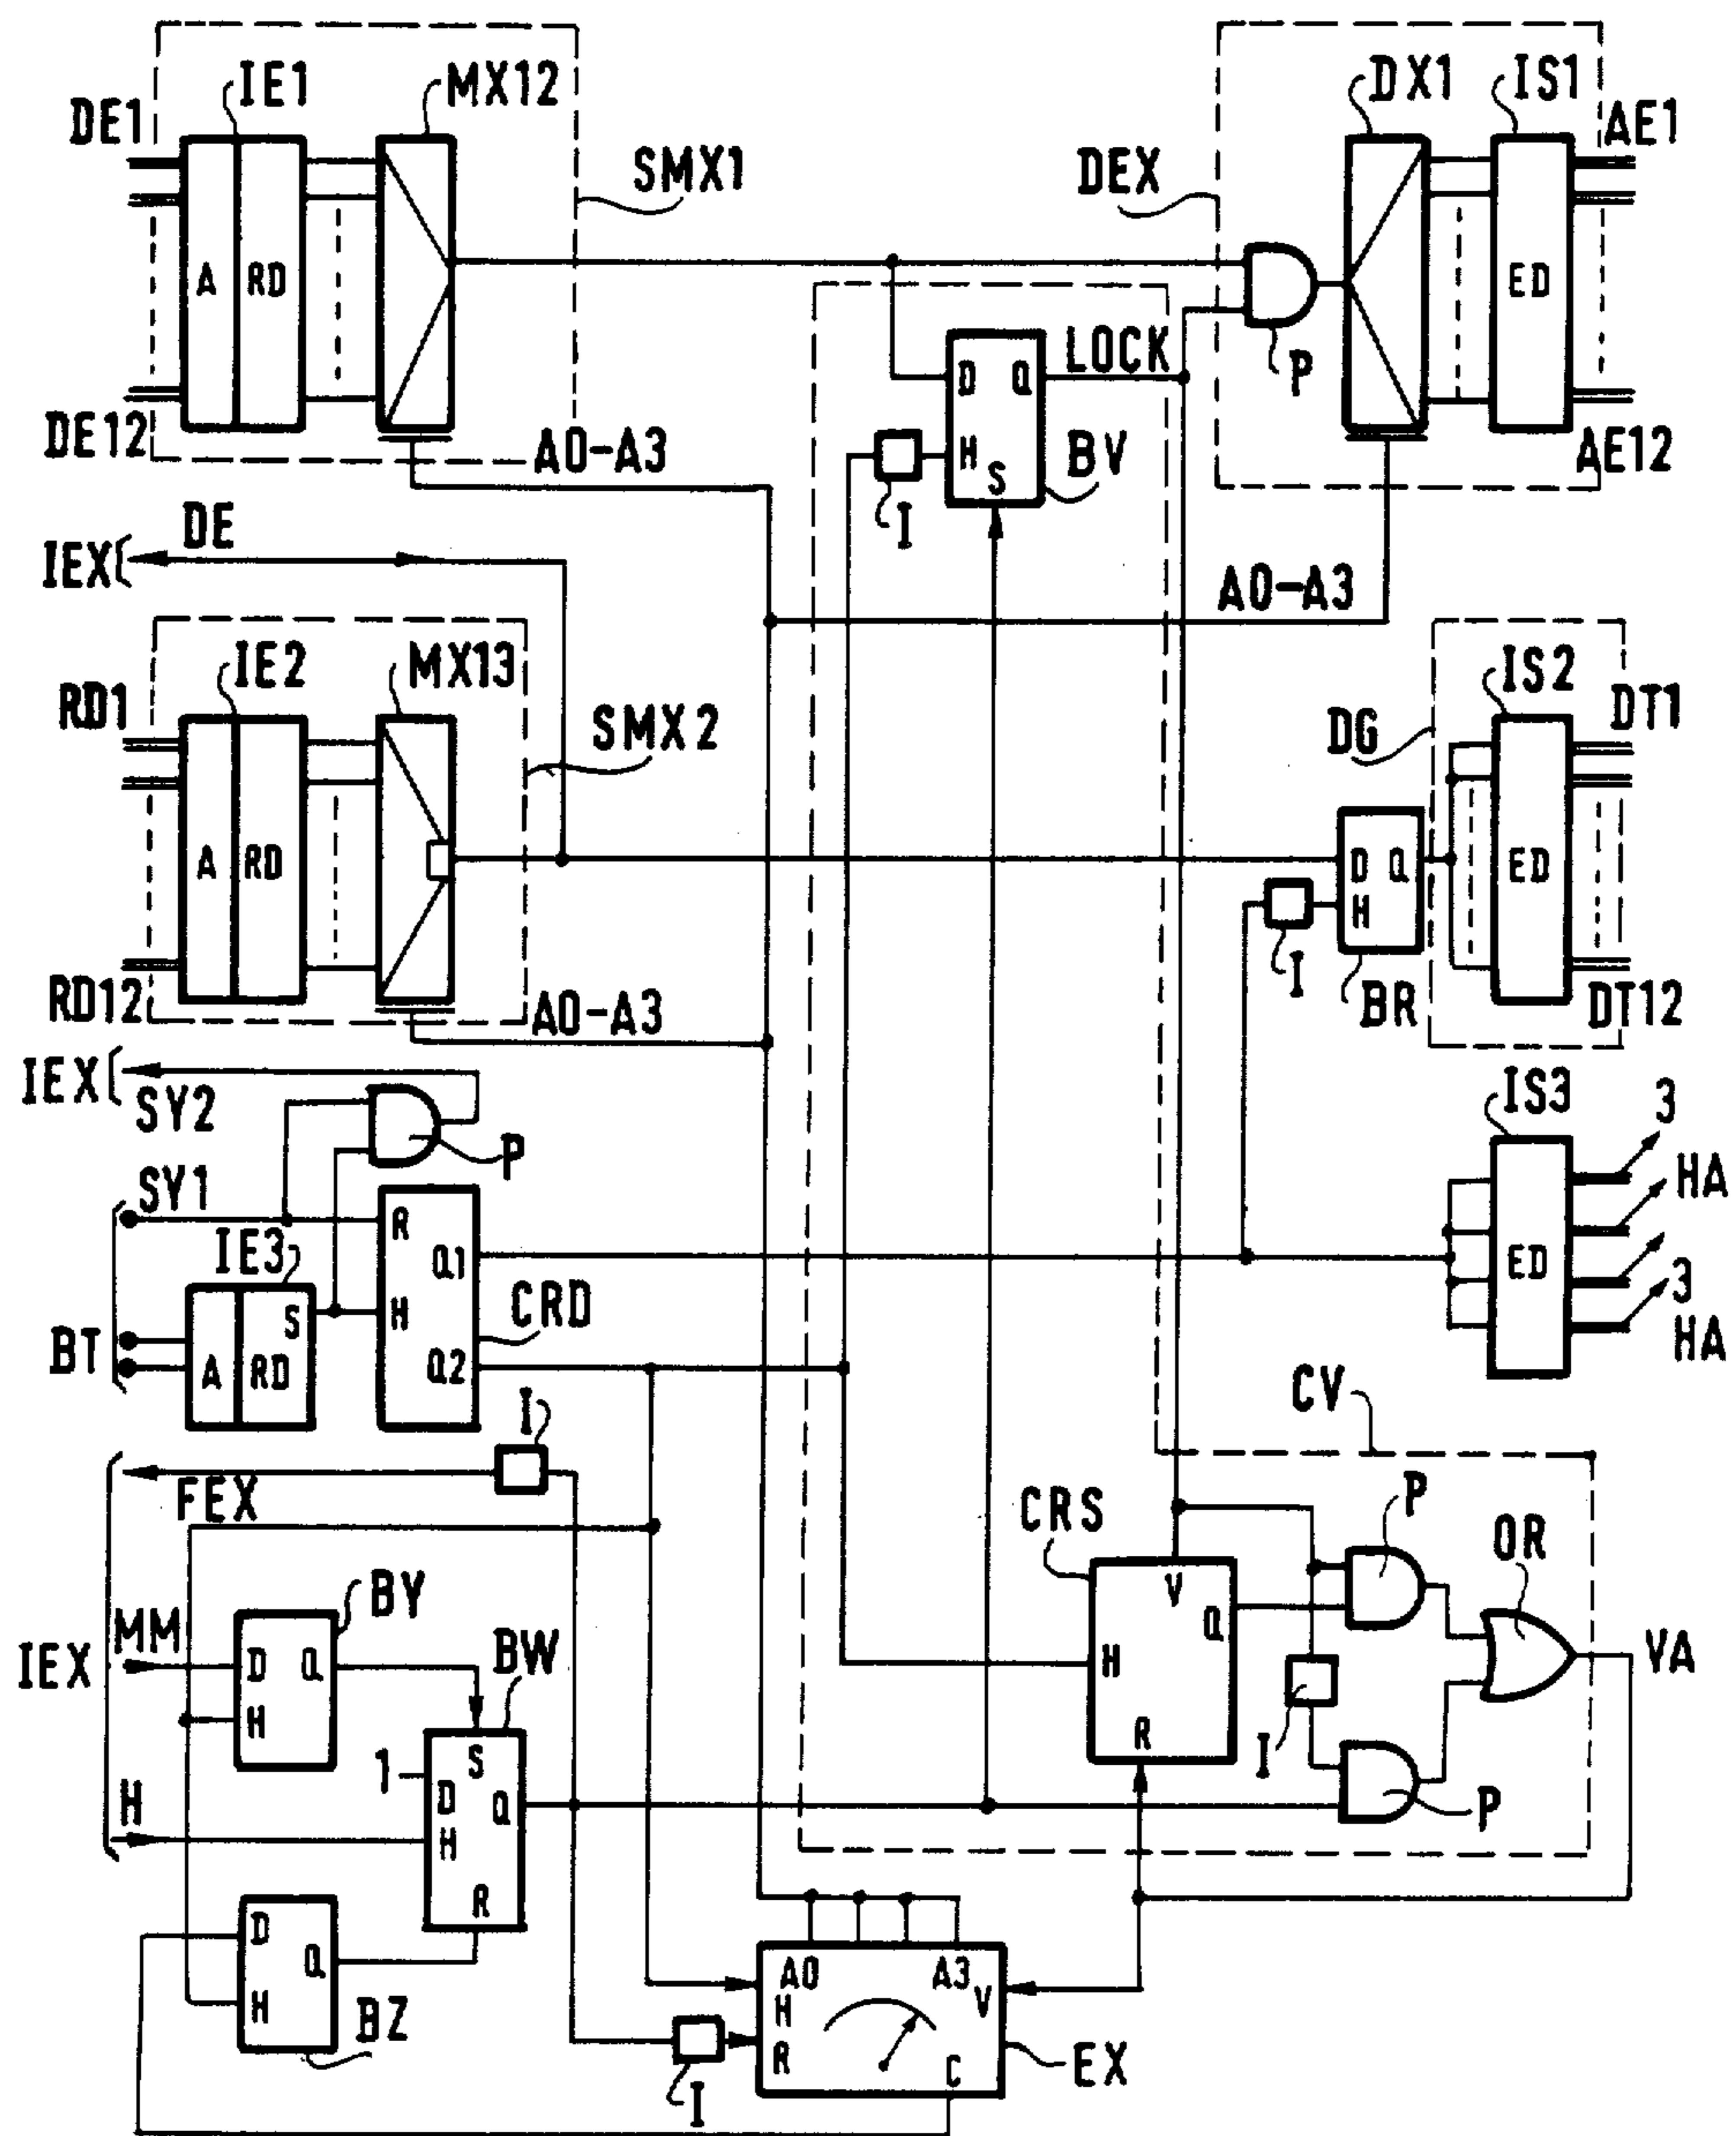 IE1 MX12 DX1 IS1
DE1 AE1
SMX1 DEX
A RD ED
P
LOCK
D Q
DE12 A0-A3 H S BV AE12
I
DE
IEX
A0-A3
IE2 MX13 IS2
RD1 DT1
SMX2 DG
A RD D Q ED
H
I
RD12 A0-A3 BR DT12
IEX
SY2 IS3 3
P
SY1 HA
R
IE3 Q1 ED
S H CRD 3
BT A RD Q2 HA
I CV
FEX P
CRS OR
BY V
MM Q
IEX D Q BW H VA
H
S I
1 R
H D Q P
H
R
D
Q A0 A3
H H V
BZ R EX
C
I